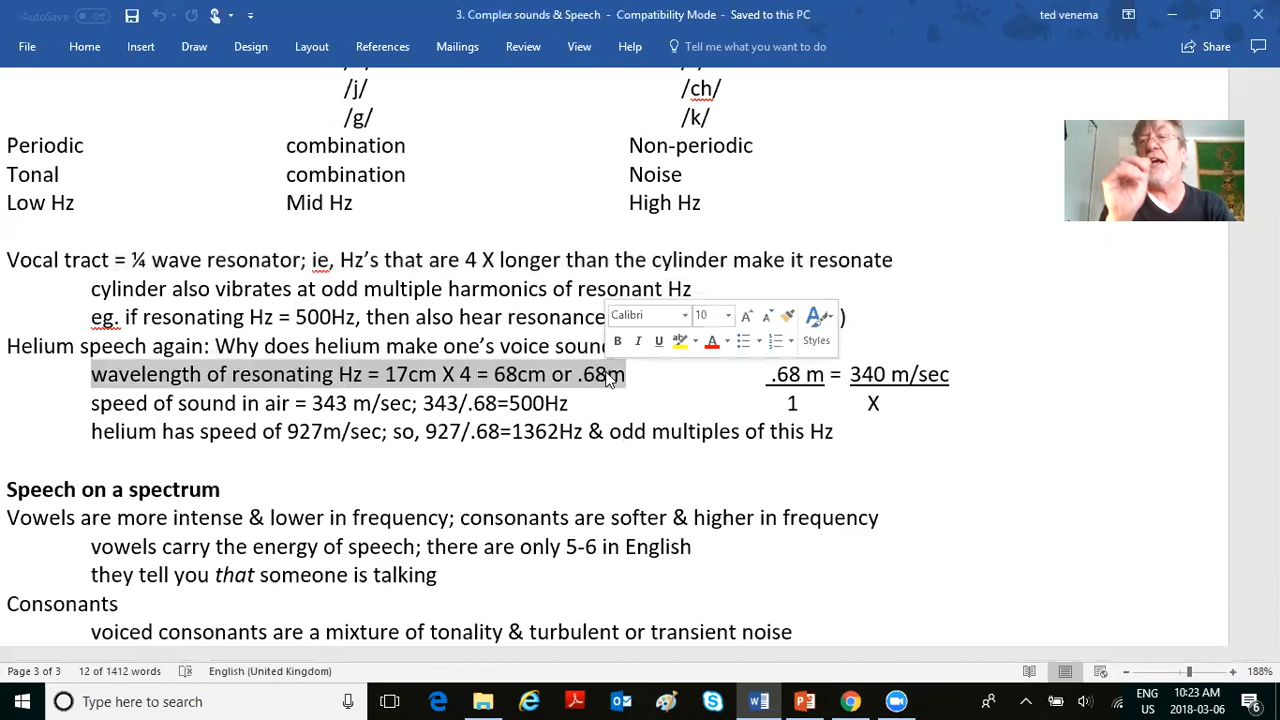 AutoSave Off
3. Complex sounds & Speech - Compatibility Mode - Saved to this PC
ted venema
File Home Insert Draw Design Layout References Mailings Review View Help Tell me what you want to do Share
/j/ /ch/
/g/ /k/
Periodic combination Non-periodic
Tonal combination Noise
Low Hz Mid Hz High Hz
Vocal tract = ¼ wave resonator; ie, Hz’s that are 4 X longer than the cylinder make it resonate
cylinder also vibrates at odd multiple harmonics of resonant Hz
eg. if resonating Hz = 500Hz, then also hear resonance )
Calibri 10
B I U A Styles
Helium speech again: Why does helium make one’s voice soun
wavelength of resonating Hz = 17cm X 4 = 68cm or .68m .68 m = 340 m/sec
speed of sound in air = 343 m/sec; 343/.68=500Hz 1 X
helium has speed of 927m/sec; so, 927/.68=1362Hz & odd multiples of this Hz
Speech on a spectrum
Vowels are more intense & lower in frequency; consonants are softer & higher in frequency
vowels carry the energy of speech; there are only 5-6 in English
they tell you that someone is talking
Consonants
voiced consonants are a mixture of tonality & turbulent or transient noise
Page 3 of 3 12 of 1412 words English (United Kingdom) 188%
Type here to search
ENG 10:23 AM
US 2018-03-06
6